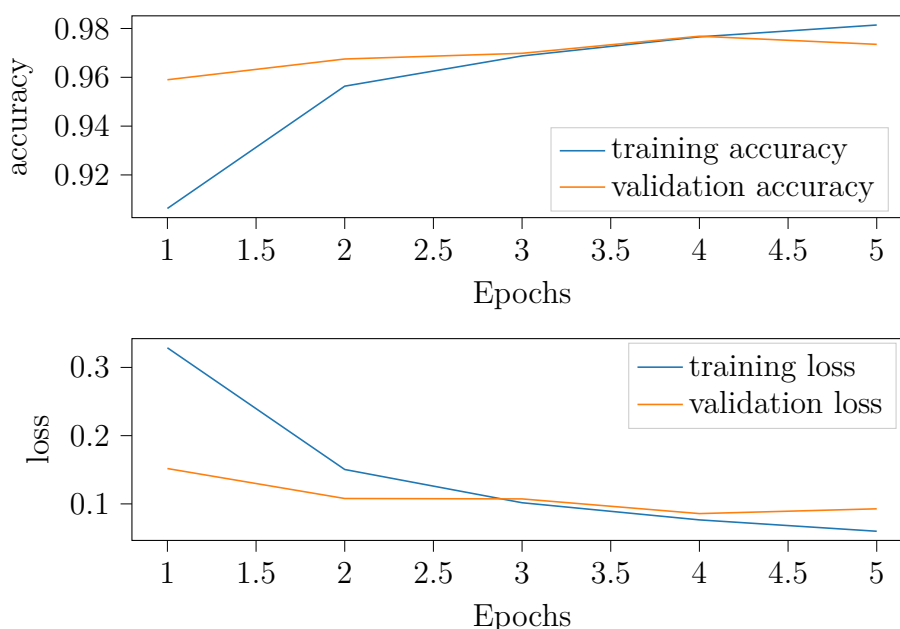 0.98
0.96
0.94
0.92
accuracy
training accuracy
validation accuracy
1 1.5 2 2.5 3 3.5 4 4.5 5
Epochs
0.3
0.2
0.1
loss
training loss
validation loss
1 1.5 2 2.5 3 3.5 4 4.5 5
Epochs